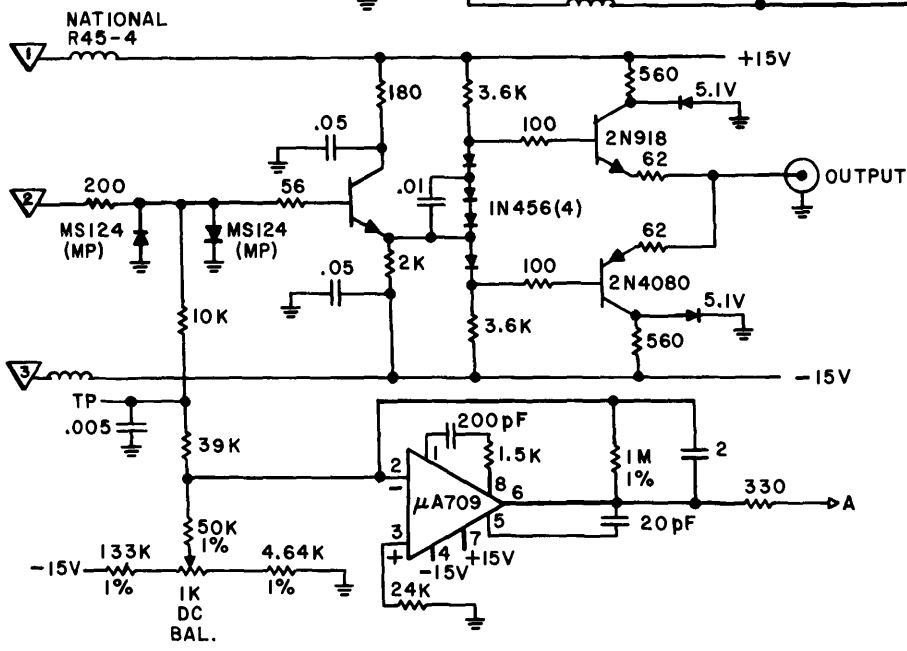 NATIONAL
R45-4
1
+15V
180
3.6K
560
5.1V
.05
100
2N918
62
2
200
56
.01
OUTPUT
MS124
(MP)
MS124
(MP)
IN456(4)
62
2K
.05
100
2N4080
5.1V
10K
3.6K
560
3
-15V
TP
.005
39K
200pF
1
1.5K
1M
1%
2
2
-
8
6
μA709
330
A
3
+
5
20pF
50K
1%
4
-15V
7
+15V
-15V
133K
1%
4.64K
1%
24K
1K
DC
BAL.